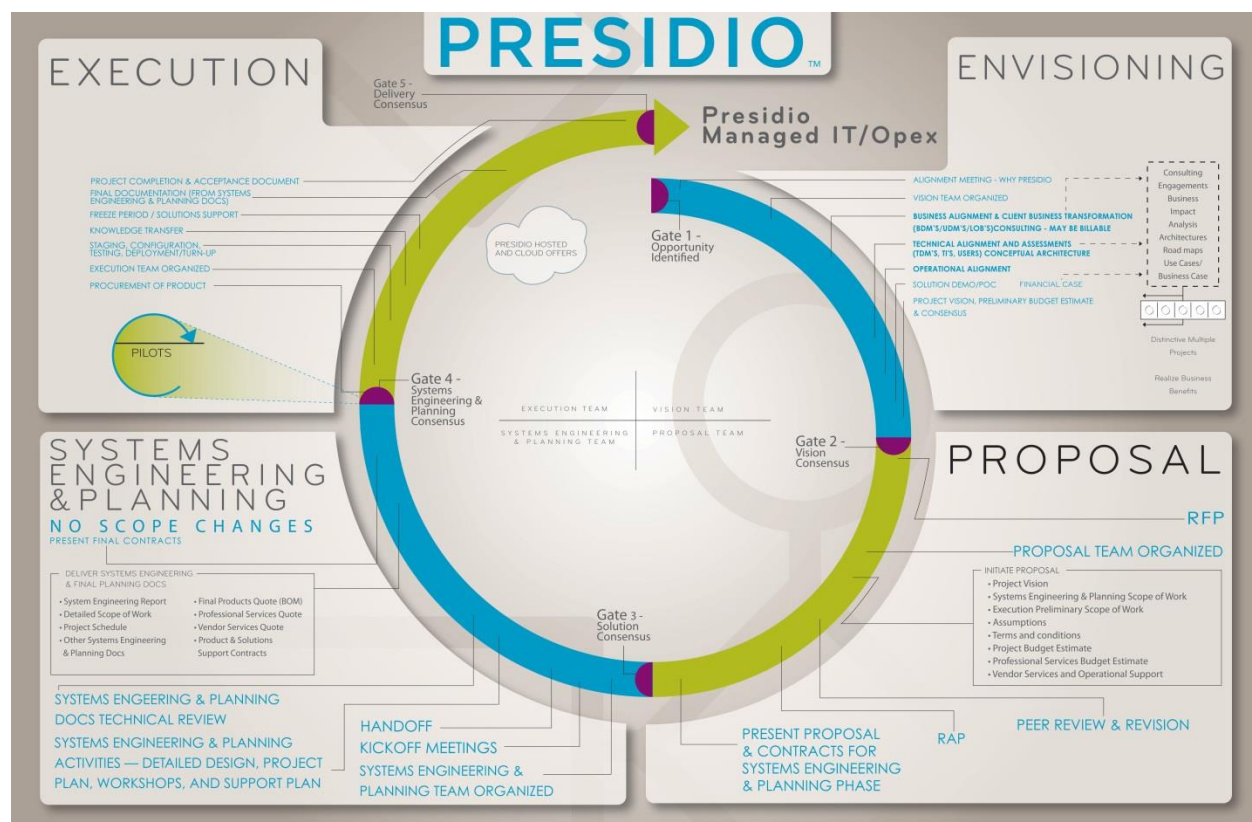 PRESIDIO™
EXECUTION
Gate 5 -
Delivery
Consensus
Presidio
Managed IT/Opex
ENVISIONING
PROJECT COMPLETION & ACCEPTANCE DOCUMENT
FINAL DOCUMENTATION (FROM SYSTEMS
ENGINEERING & PLANNING DOCS)
FREEZE PERIOD / SOLUTIONS SUPPORT
KNOWLEDGE TRANSFER
STAGING, CONFIGURATION,
TESTING, DEPLOYMENT/TURN-UP
EXECUTION TEAM ORGANIZED
PROCUREMENT OF PRODUCT
PILOTS
PRESIDIO HOSTED
AND CLOUD OFFERS
Gate 1 -
Opportunity
Identified
ALIGNMENT MEETING - WHY PRESIDIO
VISION TEAM ORGANIZED
BUSINESS ALIGNMENT & CLIENT BUSINESS TRANSFORMATION
(BDM'S/UDM'S/LOB'S)CONSULTING - MAY BE BILLABLE
TECHNICAL ALIGNMENT AND ASSESSMENTS
(TDM'S, TI'S, USERS) CONCEPTUAL ARCHITECTURE
OPERATIONAL ALIGNMENT
SOLUTION DEMO/POC FINANCIAL CASE
PROJECT VISION, PRELIMINARY BUDGET ESTIMATE
& CONSENSUS
Consulting
Engagements
Business
Impact
Analysis
Architectures
Road maps
Use Cases/
Business Case
Distinctive Multiple
Projects
Realize Business
Benefits
Gate 4 -
Systems
Engineering &
Planning
Consensus
EXECUTION TEAM
VISION TEAM
SYSTEMS ENGINEERING
& PLANNING TEAM
PROPOSAL TEAM
Gate 2 -
Vision
Consensus
SYSTEMS
ENGINEERING
&PLANNING
NO SCOPE CHANGES
PRESENT FINAL CONTRACTS
DELIVER SYSTEMS ENGINEERING
& FINAL PLANNING DOCS
• System Engineering Report
• Detailed Scope of Work
• Project Schedule
• Other Systems Engineering
& Planning Docs
• Final Products Quote (BOM)
• Professional Services Quote
• Vendor Services Quote
• Product & Solutions
Support Contracts
SYSTEMS ENGEERING & PLANNING
DOCS TECHNICAL REVIEW
SYSTEMS ENGINEERING & PLANNING
ACTIVITIES — DETAILED DESIGN, PROJECT
PLAN, WORKSHOPS, AND SUPPORT PLAN
HANDOFF
KICKOFF MEETINGS
SYSTEMS ENGINEERING &
PLANNING TEAM ORGANIZED
Gate 3 -
Solution
Consensus
PROPOSAL
RFP
PROPOSAL TEAM ORGANIZED
INITIATE PROPOSAL
• Project Vision
• Systems Engineering & Planning Scope of Work
• Execution Preliminary Scope of Work
• Assumptions
• Terms and conditions
• Project Budget Estimate
• Professional Services Budget Estimate
• Vendor Services and Operational Support
PEER REVIEW & REVISION
RAP
PRESENT PROPOSAL
& CONTRACTS FOR
SYSTEMS ENGINEERING
& PLANNING PHASE